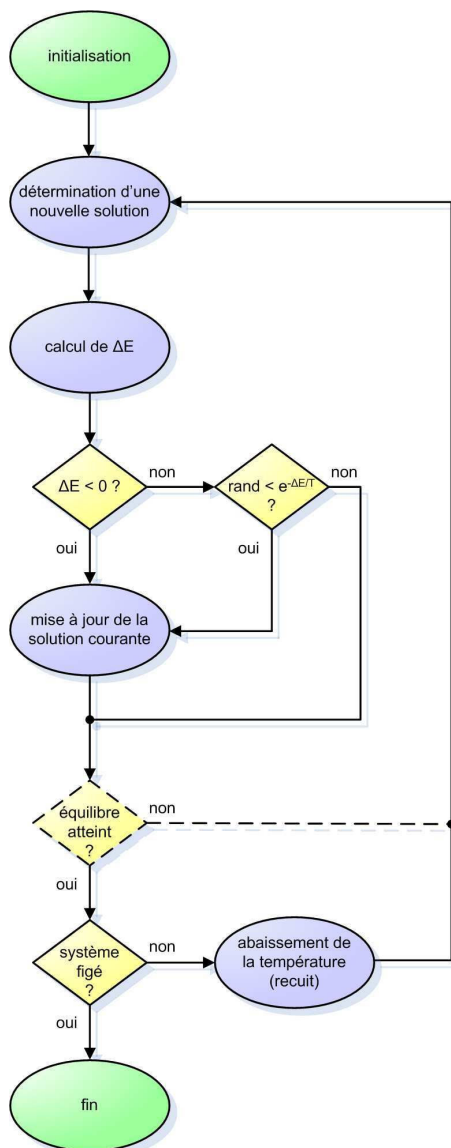 initialisation
détermination d'une
nouvelle solution
calcul de ΔE
ΔE < 0 ?
non
rand < e-ΔE/T
?
non
oui
oui
mise à jour de la
solution courante
équilibre
atteint
?
non
oui
système
figé
?
non
abaissement de
la température
(recuit)
oui
fin